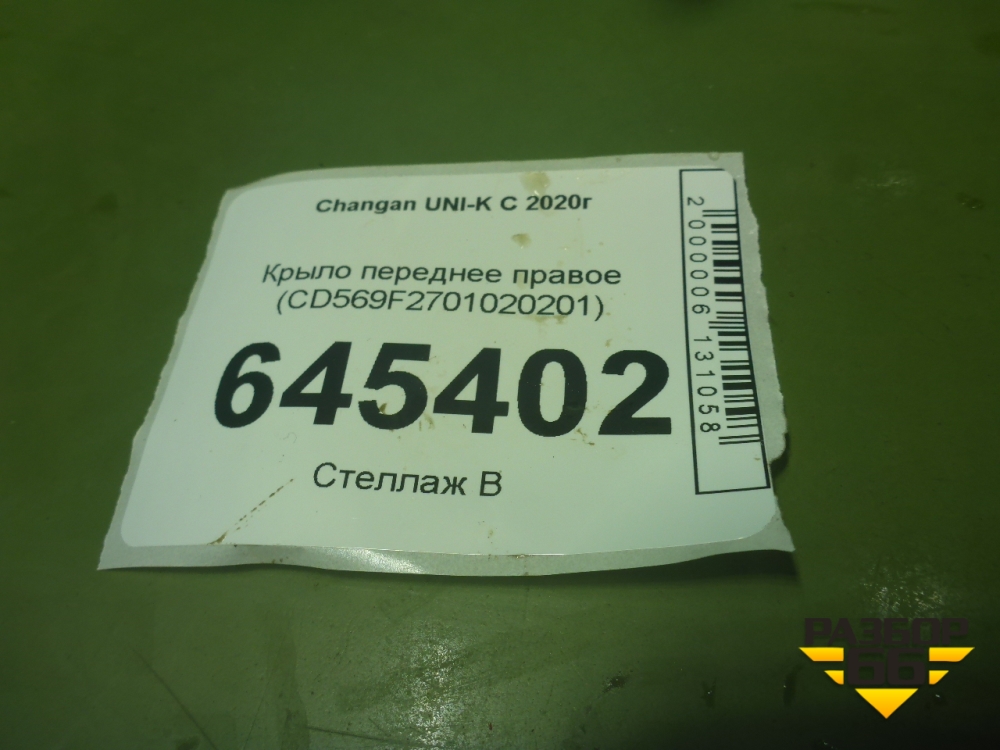 Changan UNI-K С 2020г
Крыло переднее правое
(CD569F2701020201)
645402
Стеллаж В
2000006131058
РАЗБОР
66